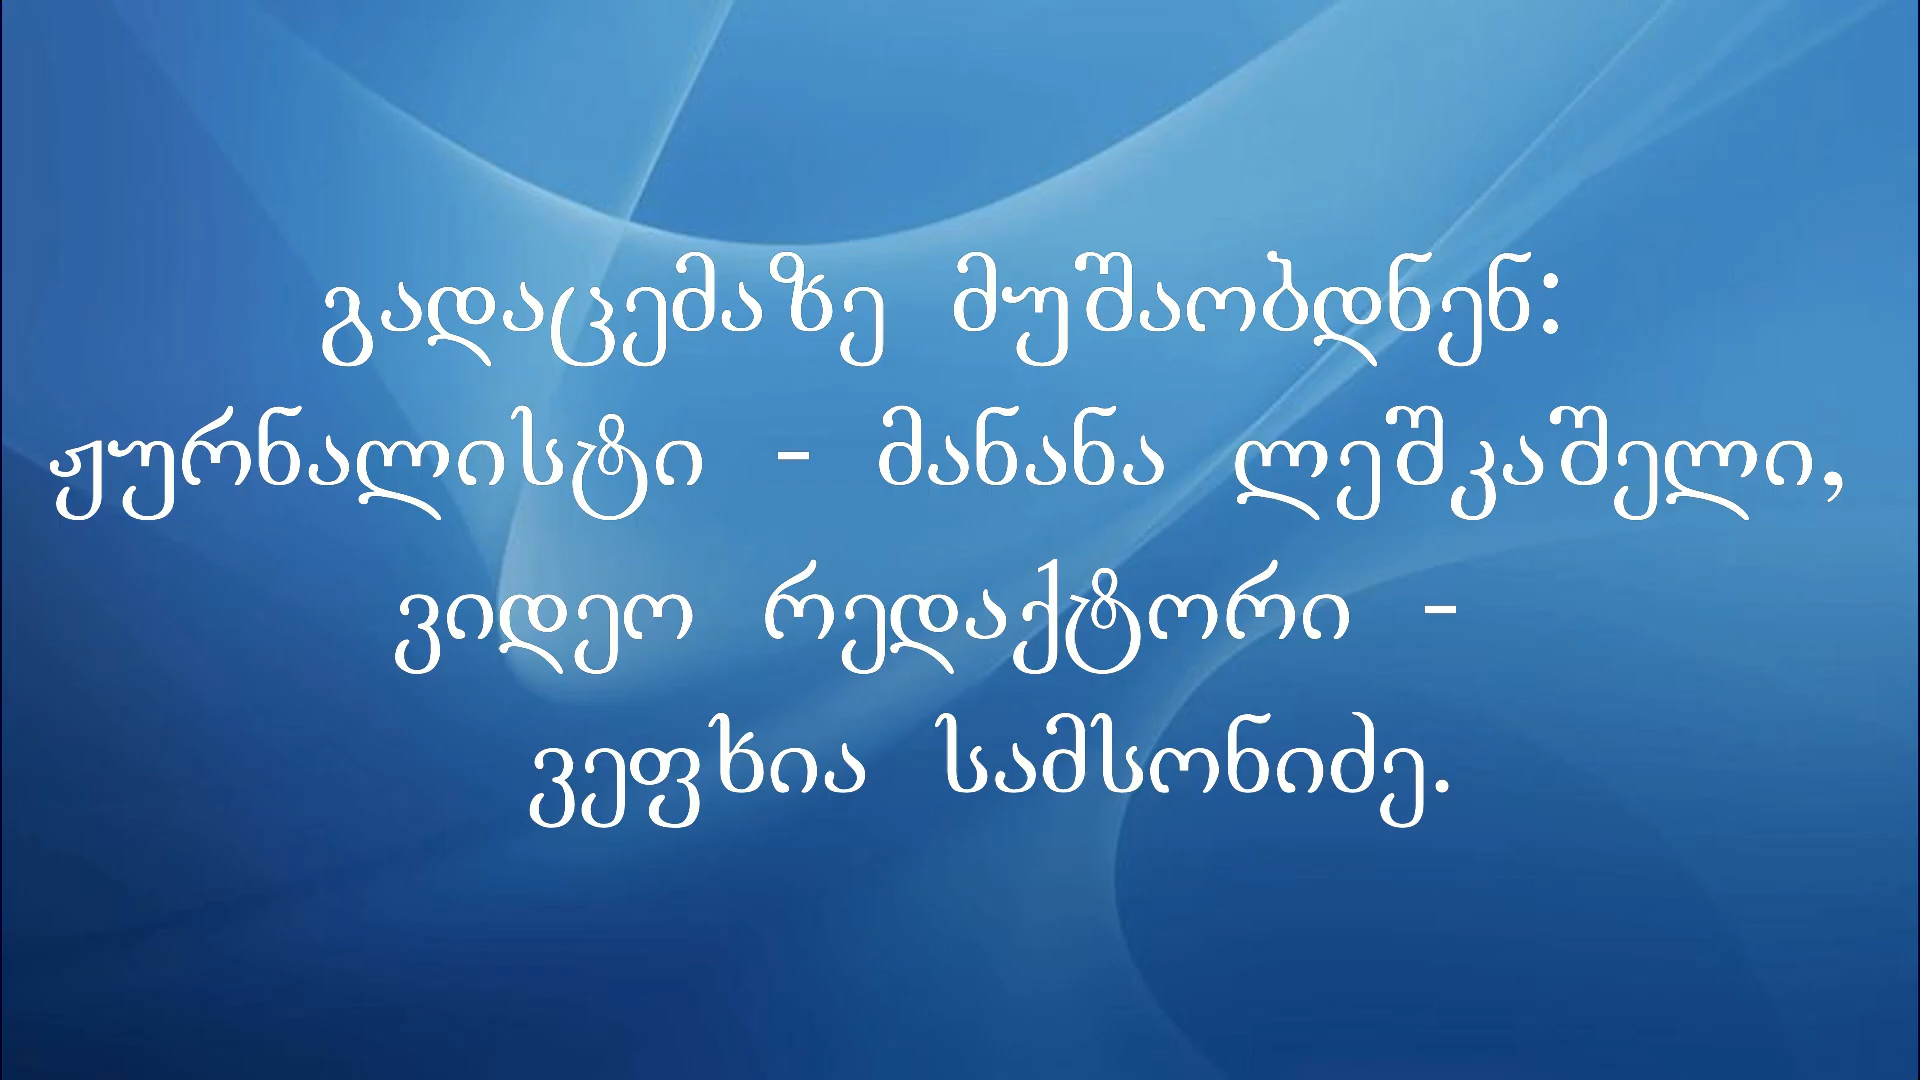 გადაცემაზე მუშაობდნენ:
ჟურნალისტი - მანანა ლეშკაშელი,
ვიდეო რედაქტორი -
ვეფხია სამსონიძე.